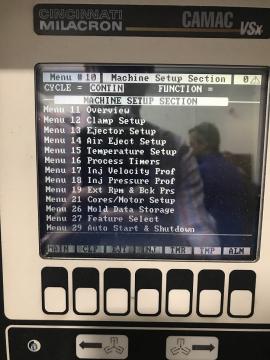 CINCINNATI
MILACRON
CAMAC
VSX
Menu #10 Machine Setup Section 0
CYCLE = CONTIN FUNCTION =
MACHINE SETUP SECTION
Menu 11 Overview
Menu 12 Clamp Setup
Menu 13 Ejector Setup
Menu 14 Air Eject Setup
Menu 15 Temperature Setup
Menu 16 Process Timers
Menu 17 Inj Velocity Prof
Menu 18 Inj Pressure Prof
Menu 19 Ext Rpm & Bck Prs
Menu 21 Cores/Motor Setup
Menu 26 Mold Data Storage
Menu 27 Feature Select
Menu 29 Auto Start & Shutdown
MAIN CLP EJT INJ TMR TMP ALM